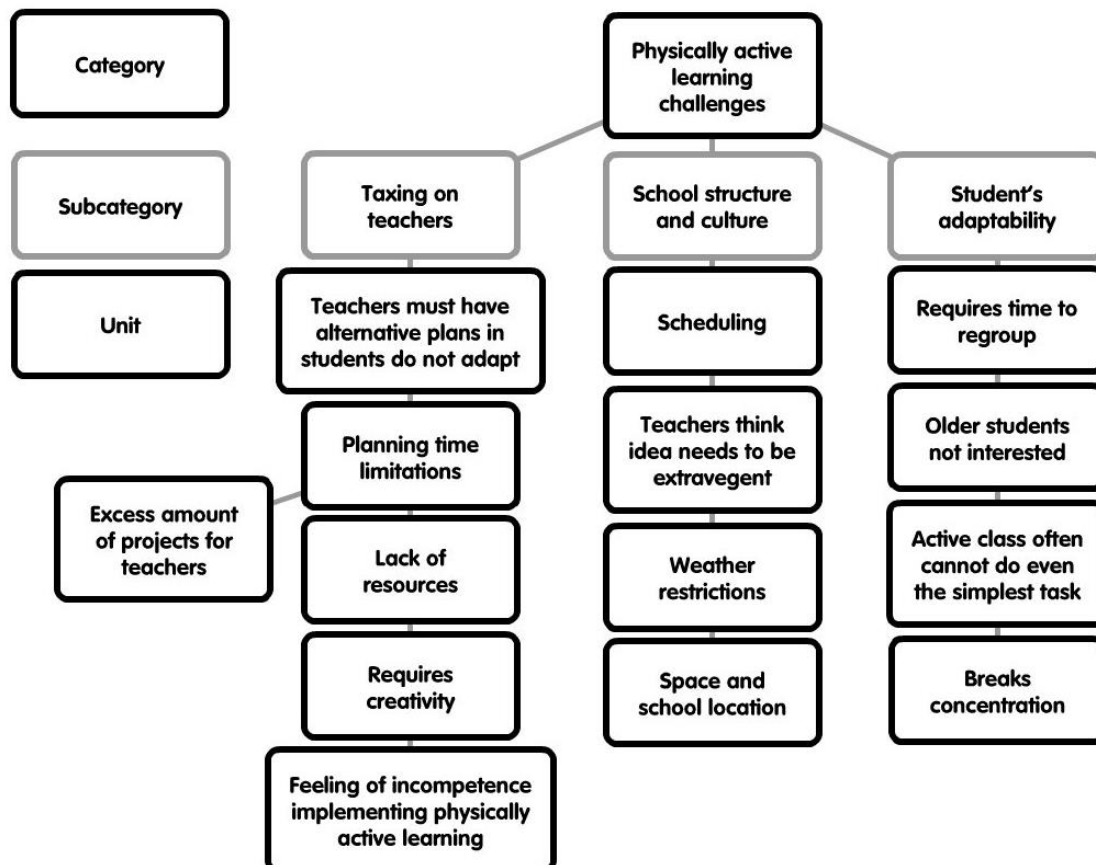 Category
Subcategory
Unit
Physically active
learning
challenges
Taxing on
teachers
Teachers must have
alternative plans in
students do not adapt
Planning time
limitations
Excess amount
of projects for
teachers
Lack of
resources
Requires
creativity
Feeling of incompetence
implementing physically
active learning
School structure
and culture
Scheduling
Teachers think
idea needs to be
extravegent
Weather
restrictions
Space and
school location
Student's
adaptability
Requires time to
regroup
Older students
not interested
Active class often
cannot do even
the simplest task
Breaks
concentration